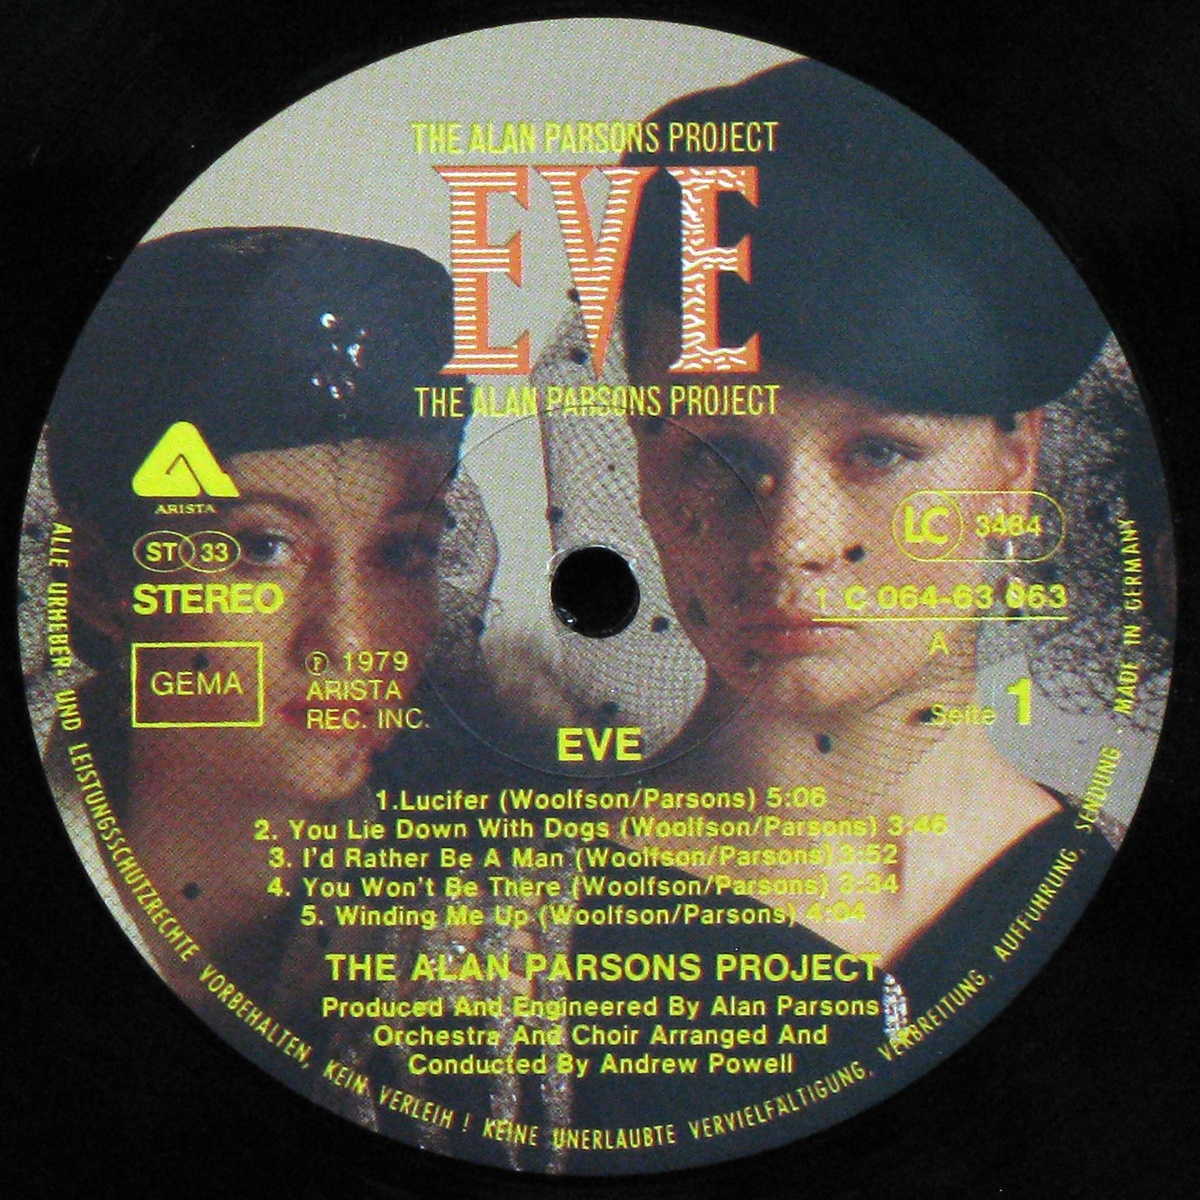 THE ALAN PARSONS PROJECT
EVE
THE ALAN PARSONS PROJECT
ARISTA
ST 33
STEREO
GEMA
℗ 1979
ARISTA
REC. INC.
LC 3484
1 C 064-63 063
A
Seite 1
EVE
1.Lucifer (Woolfson/Parsons) 5:06
2. You Lie Down With Dogs (Woolfson/Parsons) 3:46
3. I'd Rather Be A Man (Woolfson/Parsons) 3:52
4. You Won't Be There (Woolfson/Parsons) 3:34
5. Winding Me Up (Woolfson/Parsons) 4:04
THE ALAN PARSONS PROJECT
Produced And Engineered By Alan Parsons
Orchestra And Choir Arranged And
Conducted By Andrew Powell
ALLE URHEBER- UND LEISTUNGSSCHUTZRECHTE VORBEHALTEN, KEIN VERLEIH ! KEINE UNERLAUBTE VERVIELFÄLTIGUNG, VERBREITUNG, AUFFÜHRUNG, SENDUNG · MADE IN GERMANY